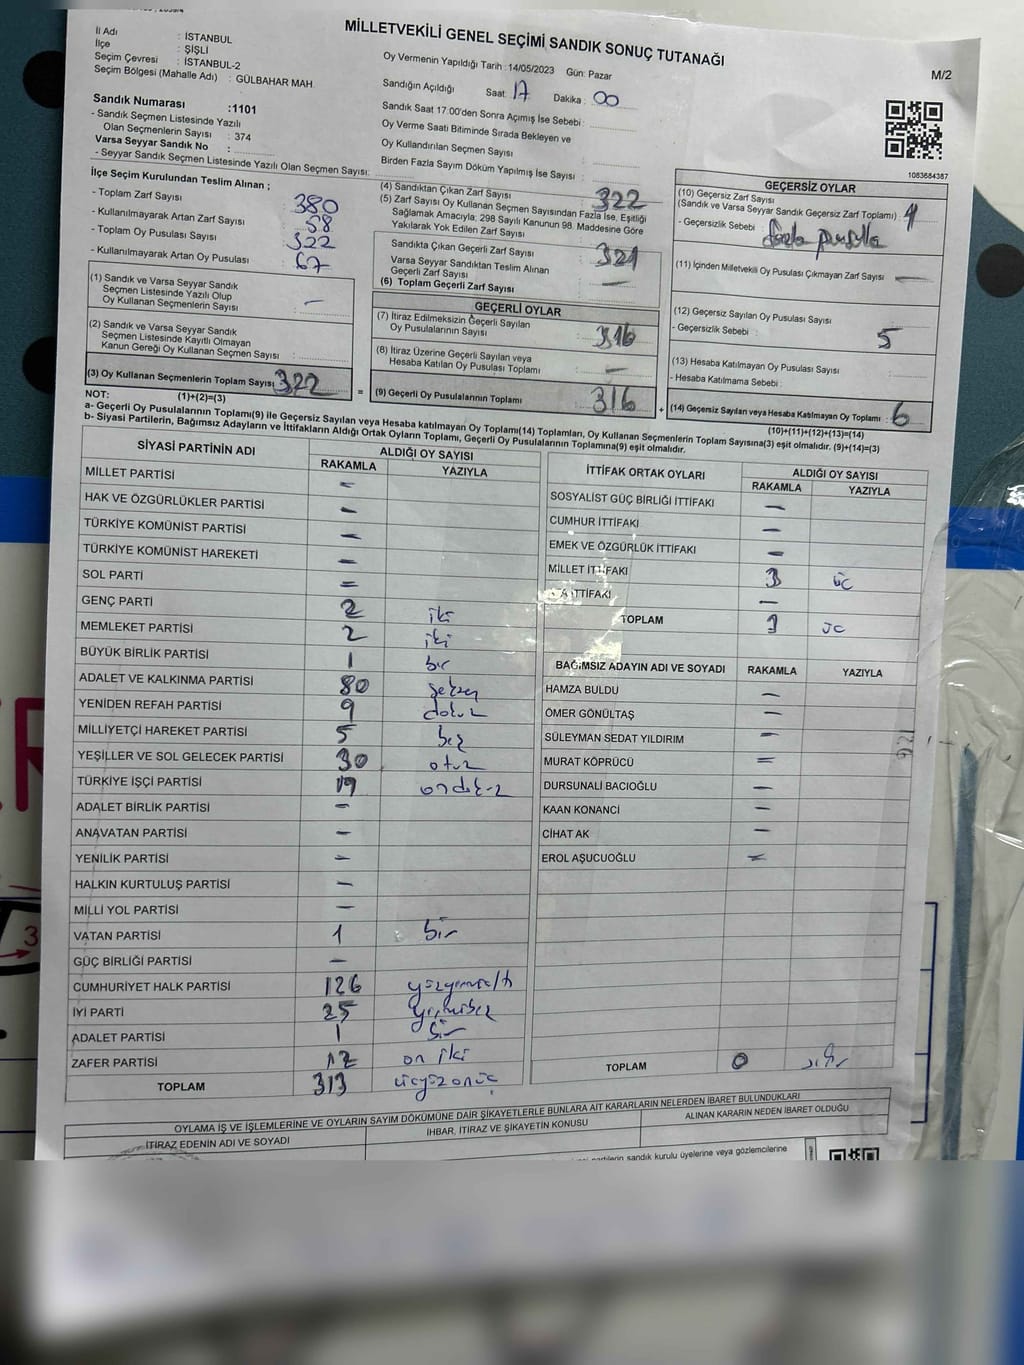 MİLLETVEKİLİ GENEL SEÇİMİ SANDIK SONUÇ TUTANAĞI
M/2
İl Adı : İSTANBUL
İlçe : ŞİŞLİ
Seçim Çevresi : İSTANBUL-2
Seçim Bölgesi (Mahalle Adı) : GÜLBAHAR MAH
Sandık Numarası :1101
- Sandık Seçmen Listesinde Yazılı
Olan Seçmenlerin Sayısı : 374
Varsa Seyyar Sandık No :
- Seyyar Sandık Seçmen Listesinde Yazılı Olan Seçmen Sayısı:
Oy Vermenin Yapıldığı Tarih :14/05/2023 Gün: Pazar
Sandığın Açıldığı Saat: 17 Dakika : 00
Sandık Saat 17:00'den Sonra Açımış İse Sebebi :
Oy Verme Saati Bitiminde Sırada Bekleyen ve
Oy Kullandırılan Seçmen Sayısı
Birden Fazla Sayım Döküm Yapılmış İse Sayısı :
1083684387
İlçe Seçim Kurulundan Teslim Alınan ;
- Toplam Zarf Sayısı : 380
- Kullanılmayarak Artan Zarf Sayısı : 58
- Toplam Oy Pusulası Sayısı : 322
- Kullanılmayarak Artan Oy Pusulası : 67
(1) Sandık ve Varsa Seyyar Sandık
Seçmen Listesinde Yazılı Olup
Oy Kullanan Seçmenlerin Sayısı : –
(2) Sandık ve Varsa Seyyar Sandık
Seçmen Listesinde Kayıtlı Olmayan
Kanun Gereği Oy Kullanan Seçmen Sayısı :
(3) Oy Kullanan Seçmenlerin Toplam Sayısı 322
(1)+(2)=(3)
(4) Sandıktan Çıkan Zarf Sayısı : 322
(5) Zarf Sayısı Oy Kullanan Seçmen Sayısından Fazla İse, Eşitliği
Sağlamak Amacıyla; 298 Sayılı Kanunun 98. Maddesine Göre
Yakılarak Yok Edilen Zarf Sayısı :
Sandıkta Çıkan Geçerli Zarf Sayısı : 321
Varsa Seyyar Sandıktan Teslim Alınan
Geçerli Zarf Sayısı : —
(6) Toplam Geçerli Zarf Sayısı :
GEÇERLİ OYLAR
(7) İtiraz Edilmeksizin Geçerli Sayılan
Oy Pusulalarının Sayısı : 316
(8) İtiraz Üzerine Geçerli Sayılan veya
Hesaba Katılan Oy Pusulası Toplamı : —
= (9) Geçerli Oy Pusulalarının Toplamı 316
GEÇERSİZ OYLAR
(10) Geçersiz Zarf Sayısı
(Sandık ve Varsa Seyyar Sandık Geçersiz Zarf Toplamı) : 1
- Geçersizlik Sebebi : fazla pusula
(11) İçinden Milletvekili Oy Pusulası Çıkmayan Zarf Sayısı —
(12) Geçersiz Sayılan Oy Pusulası Sayısı
- Geçersizlik Sebebi : 5
(13) Hesaba Katılmayan Oy Pusulası Sayısı
- Hesaba Katılmama Sebebi :
+ (14) Geçersiz Sayılan veya Hesaba Katılmayan Oy Toplamı : 6
(10)+(11)+(12)+(13)=(14)
NOT:
a- Geçerli Oy Pusulalarının Toplamı(9) ile Geçersiz Sayılan veya Hesaba katılmayan Oy Toplamı(14) Toplamları, Oy Kullanan Seçmenlerin Toplam Sayısına(3) eşit olmalıdır. (9)+(14)=(3)
b- Siyasi Partilerin, Bağımsız Adayların ve İttifakların Aldığı Ortak Oyların Toplamı, Geçerli Oy Pusulalarının Toplamına(9) eşit olmalıdır.
SİYASİ PARTİNİN ADI ALDIĞI OY SAYISI
RAKAMLA YAZIYLA
MİLLET PARTİSİ –
HAK VE ÖZGÜRLÜKLER PARTİSİ –
TÜRKİYE KOMÜNİST PARTİSİ –
TÜRKİYE KOMÜNİST HAREKETİ –
SOL PARTİ =
GENÇ PARTİ 2 iki
MEMLEKET PARTİSİ 2 iki
BÜYÜK BİRLİK PARTİSİ 1 bir
ADALET VE KALKINMA PARTİSİ 80 seksen
YENİDEN REFAH PARTİSİ 9 dokuz
MİLLİYETÇİ HAREKET PARTİSİ 5 beş
YEŞİLLER VE SOL GELECEK PARTİSİ 30 otuz
TÜRKİYE İŞÇİ PARTİSİ 19 ondokuz
ADALET BİRLİK PARTİSİ –
ANAVATAN PARTİSİ –
YENİLİK PARTİSİ –
HALKIN KURTULUŞ PARTİSİ –
MİLLİ YOL PARTİSİ –
VATAN PARTİSİ 1 bir
GÜÇ BİRLİĞİ PARTİSİ –
CUMHURİYET HALK PARTİSİ 126 yüzyirmialtı
İYİ PARTİ 25 yirmibeş
ADALET PARTİSİ 1 bir
ZAFER PARTİSİ 12 on iki
TOPLAM 313 üçyüzonüç
İTTİFAK ORTAK OYLARI ALDIĞI OY SAYISI
RAKAMLA YAZIYLA
SOSYALİST GÜÇ BİRLİĞİ İTTİFAKI —
CUMHUR İTTİFAKI —
EMEK VE ÖZGÜRLÜK İTTİFAKI —
MİLLET İTTİFAKI 3 üc
İTTİFAKI —
TOPLAM 3 üc
BAĞIMSIZ ADAYIN ADI VE SOYADI RAKAMLA YAZIYLA
HAMZA BULDU —
ÖMER GÖNÜLTAŞ —
SÜLEYMAN SEDAT YILDIRIM —
MURAT KÖPRÜCÜ =
DURSUNALİ BACIOĞLU —
KAAN KONANCİ —
CİHAT AK —
EROL AŞUCUOĞLU —
TOPLAM 0 sıfır
OYLAMA İŞ VE İŞLEMLERİNE VE OYLARIN SAYIM DÖKÜMÜNE DAİR ŞİKAYETLERLE BUNLARA AİT KARARLARIN NELERDEN İBARET BULUNDUKLARI
İTİRAZ EDENİN ADI VE SOYADI İHBAR, İTİRAZ VE ŞİKAYETİN KONUSU ALINAN KARARIN NEDEN İBARET OLDUĞU
partilerin sandık kurulu üyelerine veya gözlemcilerine